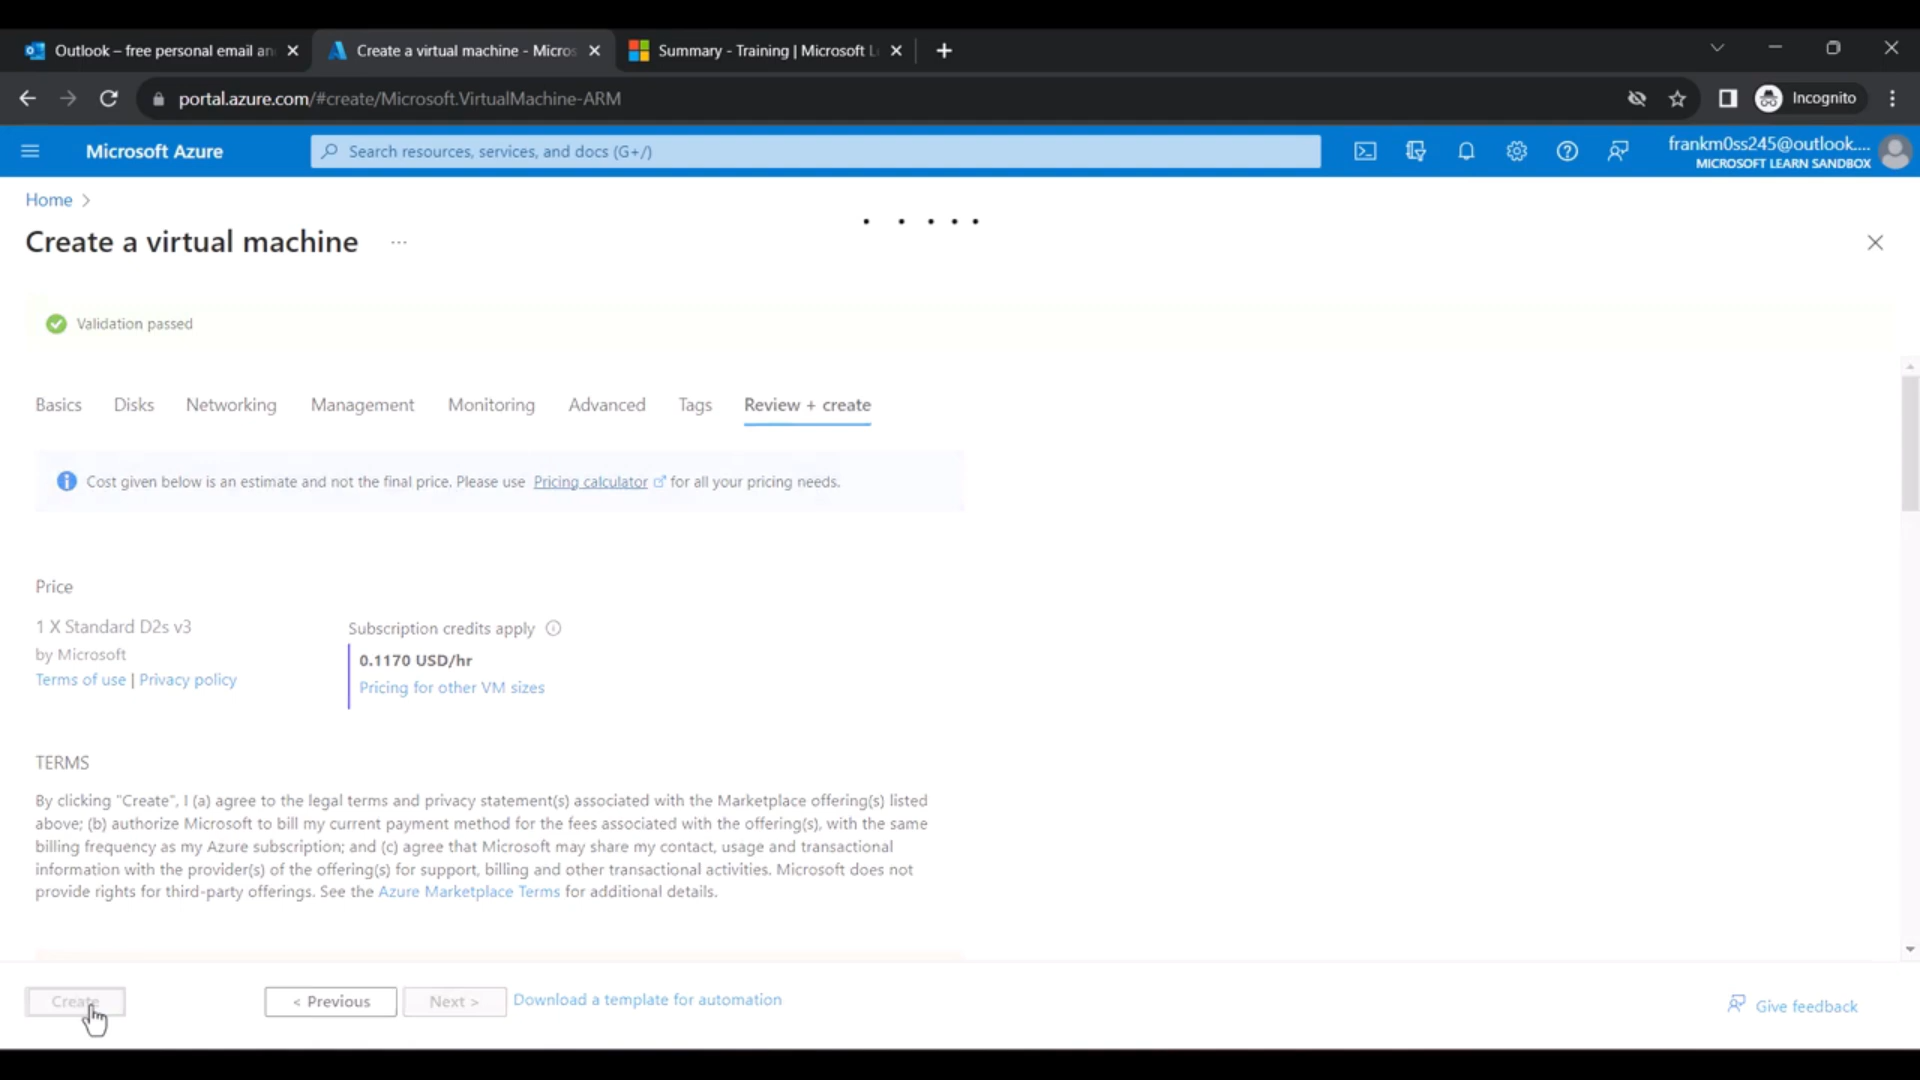 Outlook – free personal email an
Create a virtual machine - Micros
Summary - Training | Microsoft L
portal.azure.com/#create/Microsoft.VirtualMachine-ARM
Incognito
Microsoft Azure
Search resources, services, and docs (G+/)
frankm0ss245@outlook....
MICROSOFT LEARN SANDBOX
Home
Create a virtual machine ...
Validation passed
Basics Disks Networking Management Monitoring Advanced Tags Review + create
Cost given below is an estimate and not the final price. Please use Pricing calculator for all your pricing needs.
Price
1 X Standard D2s v3
by Microsoft
Terms of use | Privacy policy
Subscription credits apply
0.1170 USD/hr
Pricing for other VM sizes
TERMS
By clicking "Create", I (a) agree to the legal terms and privacy statement(s) associated with the Marketplace offering(s) listed
above; (b) authorize Microsoft to bill my current payment method for the fees associated with the offering(s), with the same
billing frequency as my Azure subscription; and (c) agree that Microsoft may share my contact, usage and transactional
information with the provider(s) of the offering(s) for support, billing and other transactional activities. Microsoft does not
provide rights for third-party offerings. See the Azure Marketplace Terms for additional details.
Create < Previous Next > Download a template for automation
Give feedback